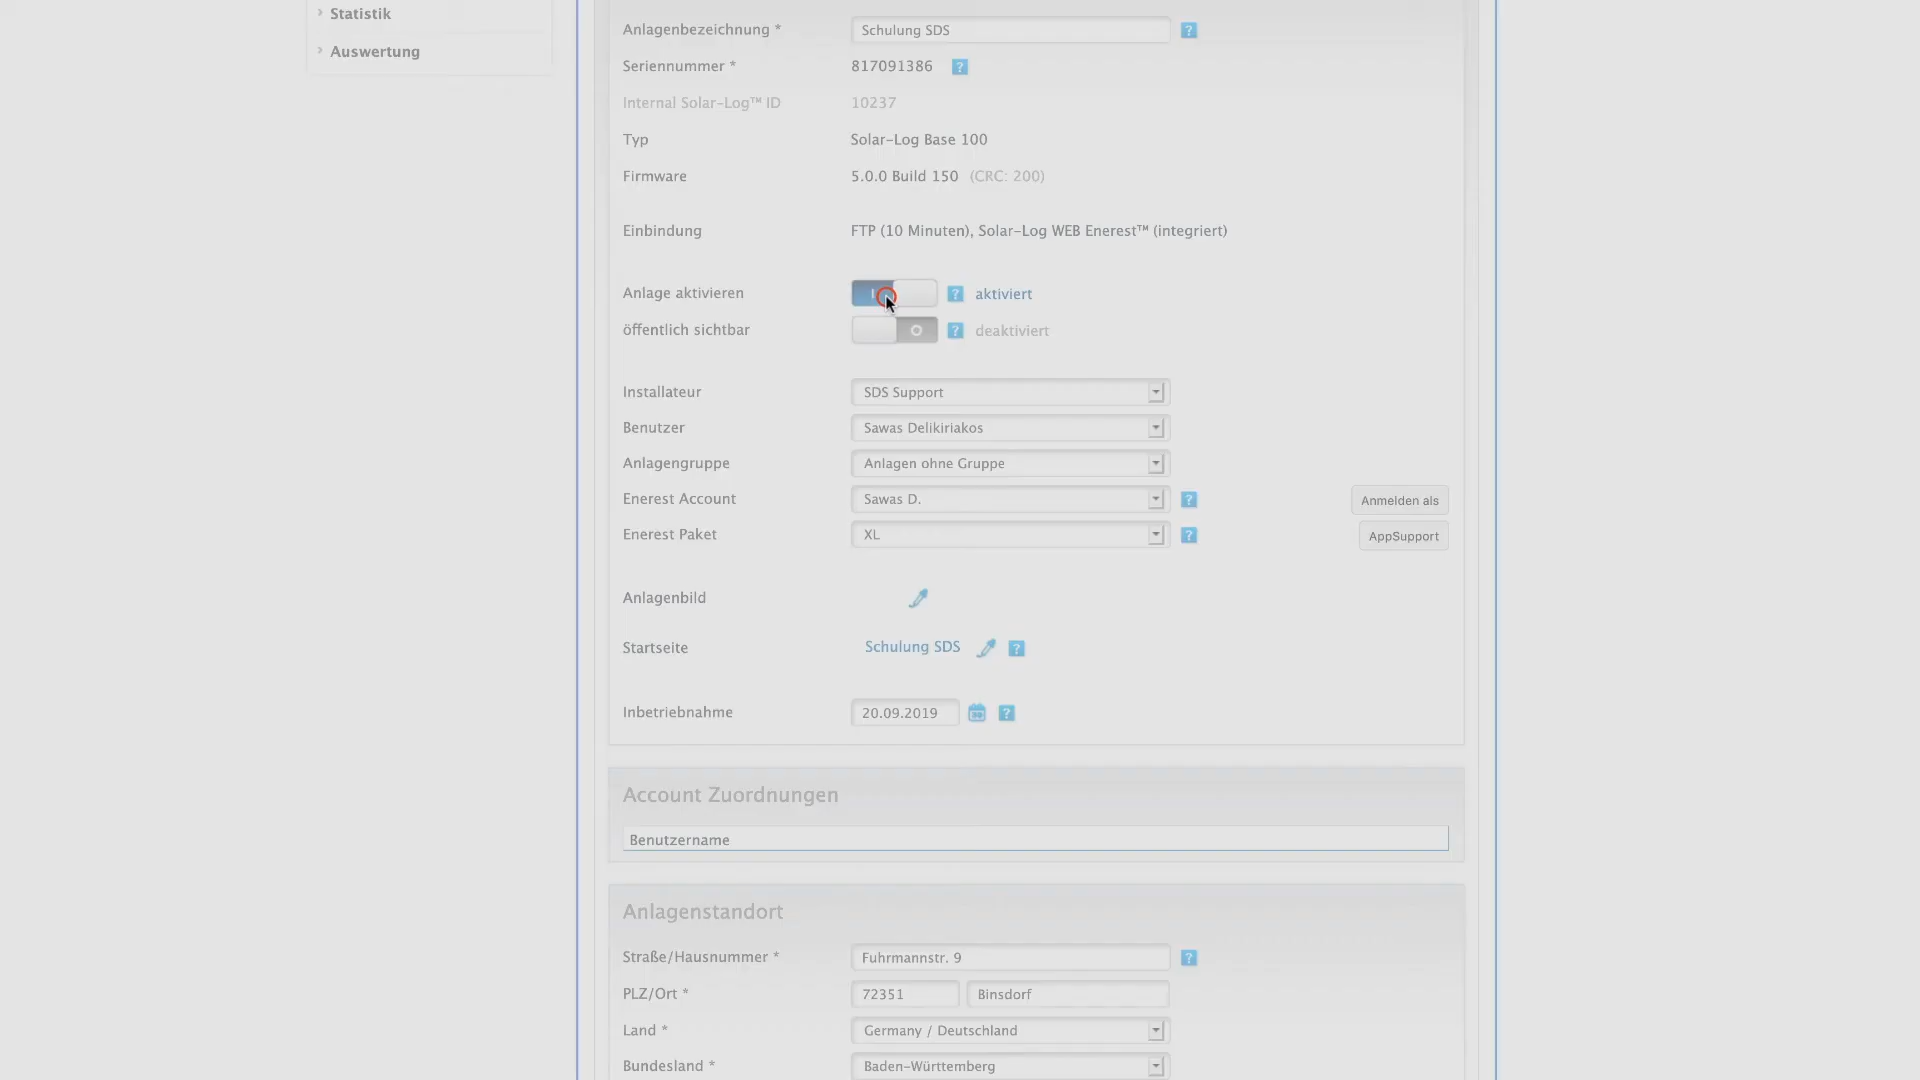 Statistik
Auswertung
Anlagenbezeichnung * Schulung SDS ?
Seriennummer * 817091386 ?
Internal Solar-Log™ ID 10237
Typ Solar-Log Base 100
Firmware 5.0.0 Build 150 (CRC: 200)
Einbindung FTP (10 Minuten), Solar-Log WEB Enerest™ (integriert)
Anlage aktivieren I ? aktiviert
öffentlich sichtbar O ? deaktiviert
Installateur SDS Support
Benutzer Sawas Delikiriakos
Anlagengruppe Anlagen ohne Gruppe
Enerest Account Sawas D. ? Anmelden als
Enerest Paket XL ? AppSupport
Anlagenbild
Startseite Schulung SDS ?
Inbetriebnahme 20.09.2019 ?
Account Zuordnungen
Benutzername
Anlagenstandort
Straße/Hausnummer * Fuhrmannstr. 9 ?
PLZ/Ort * 72351 Binsdorf
Land * Germany / Deutschland
Bundesland * Baden-Württemberg